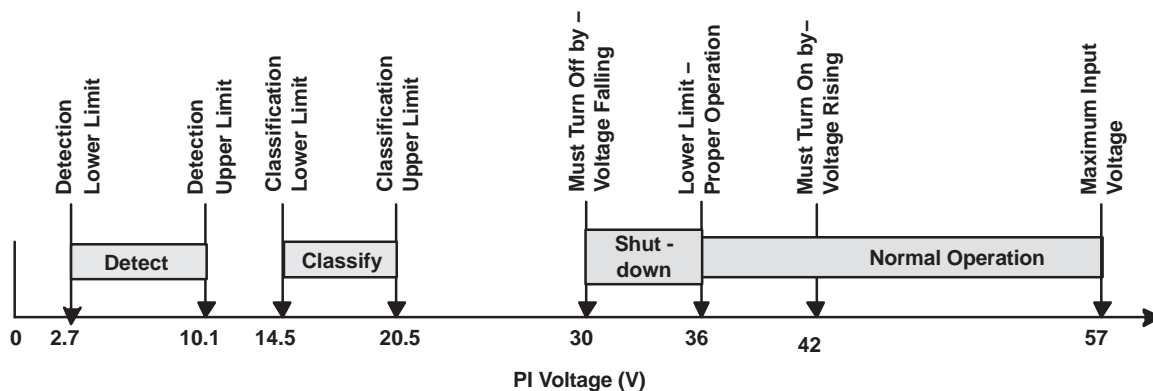 Detection
Lower Limit
Detection
Upper Limit
Classification
Lower Limit
Classification
Upper Limit
Must Turn Off by –
Voltage Falling
Lower Limit –
Proper Operation
Must Turn On by–
Voltage Rising
Maximum Input
Voltage
Detect
Classify
Shut -
down
Normal Operation
0
2.7
10.1
14.5
20.5
30
36
42
57
PI Voltage (V)